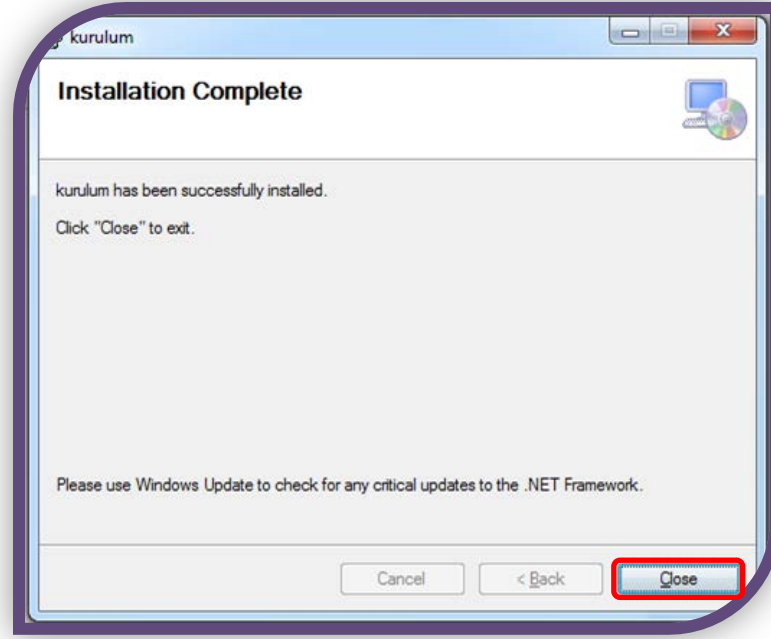 kurulum
Installation Complete
kurulum has been successfully installed.
Click "Close" to exit.
Please use Windows Update to check for any critical updates to the .NET Framework.
Cancel
< Back
Close